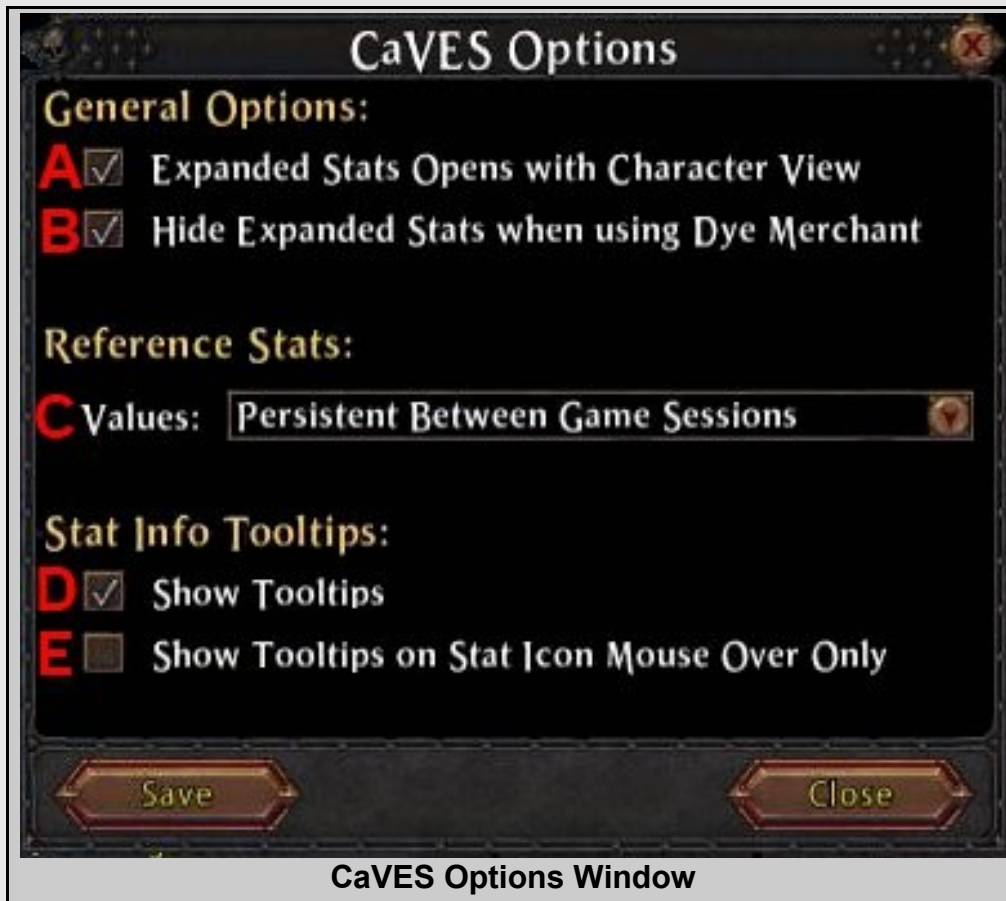 CaVES Options
X
General Options:
A Expanded Stats Opens with Character View
B Hide Expanded Stats when using Dye Merchant
Reference Stats:
C Values: Persistent Between Game Sessions
Stat Info Tooltips:
D Show Tooltips
E Show Tooltips on Stat Icon Mouse Over Only
Save Close
CaVES Options Window